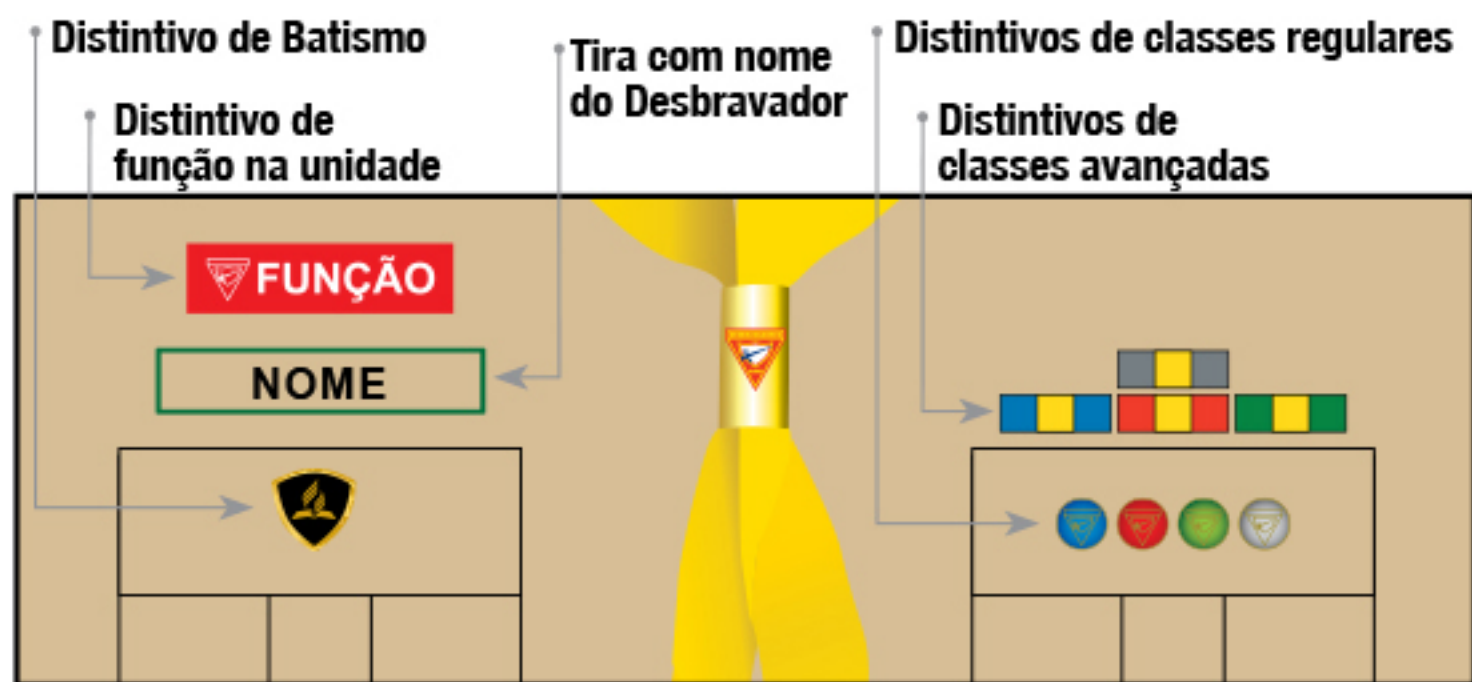 Distintivo de Batismo
Distintivo de
função na unidade
Tira com nome
do Desbravador
Distintivos de classes regulares
Distintivos de
classes avançadas
FUNÇÃO
NOME